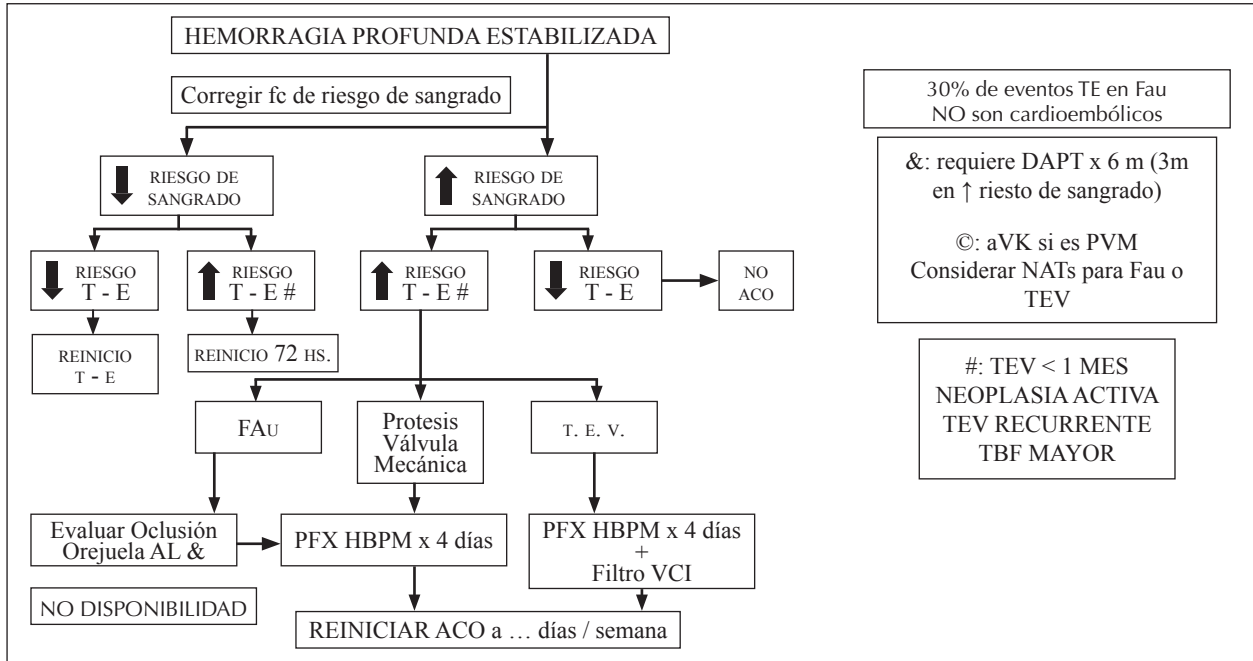 HEMORRAGIA PROFUNDA ESTABILIZADA
Corregir fc de riesgo de sangrado
RIESGO DE
SANGRADO
RIESGO DE
SANGRADO
RIESGO
T - E
RIESGO
T - E #
RIESGO
T - E #
RIESGO
T - E
NO
ACO
REINICIO
T - E
REINICIO 72 HS.
FAU
Protesis
Válvula
Mecánica
T. E. V.
Evaluar Oclusión
Orejuela AL &
PFX HBPM x 4 días
PFX HBPM x 4 días
+
Filtro VCI
NO DISPONIBILIDAD
REINICIAR ACO a ... días / semana
30% de eventos TE en Fau
NO son cardioembólicos
&: requiere DAPT x 6 m (3m
en ↑ riesto de sangrado)
©: aVK si es PVM
Considerar NATs para Fau o
TEV
#: TEV < 1 MES
NEOPLASIA ACTIVA
TEV RECURRENTE
TBF MAYOR